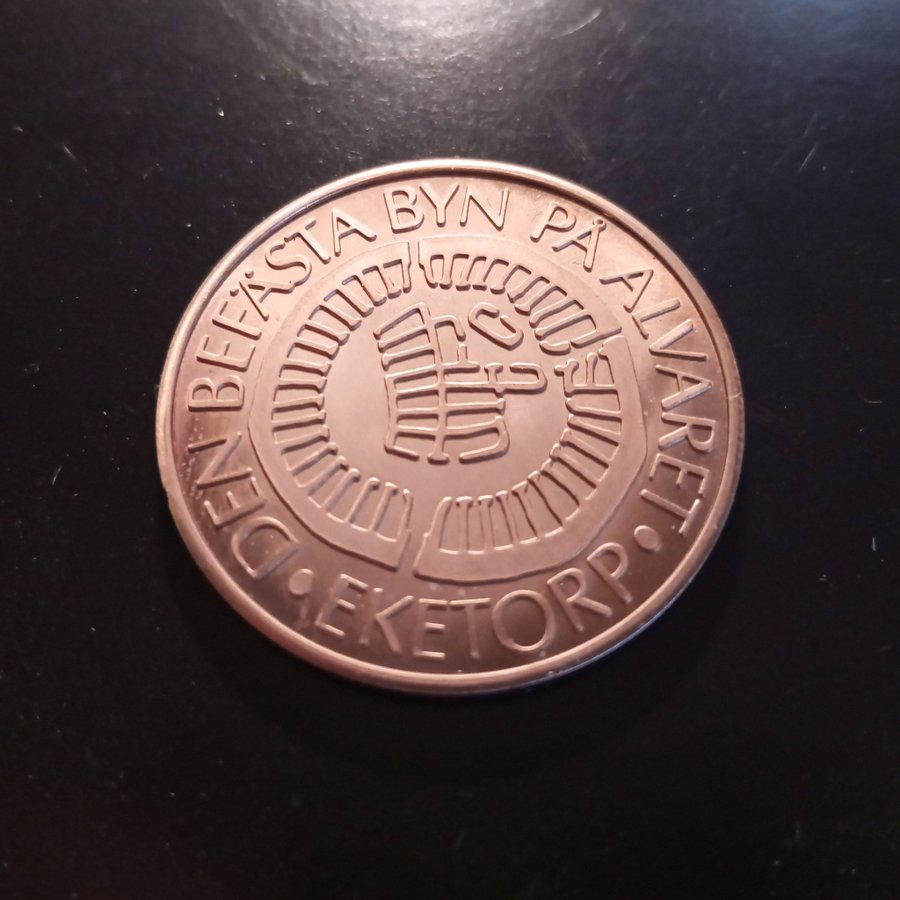 DEN BEFÄSTA BYN PÅ ALVARET
• EKETORP •